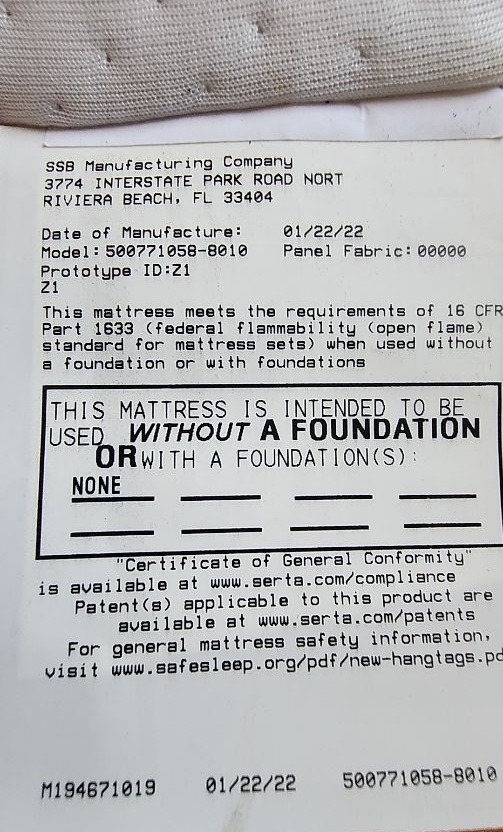 SSB Manufacturing Company
3774 INTERSTATE PARK ROAD NORT
RIVIERA BEACH, FL 33404
Date of Manufacture: 01/22/22
Model: 500771058-8010 Panel Fabric: 00000
Prototype ID:Z1
Z1
This mattress meets the requirements of 16 CFR
Part 1633 (federal flammability (open flame)
standard for mattress sets) when used without
a foundation or with foundations
THIS MATTRESS IS INTENDED TO BE
USED WITHOUT A FOUNDATION
OR WITH A FOUNDATION(S):
NONE
"Certificate of General Conformity"
is available at www.serta.com/compliance
Patent(s) applicable to this product are
available at www.serta.com/patents
For general mattress safety information,
visit www.safesleep.org/pdf/new-hangtags.pd
M194671019 01/22/22 500771058-8010